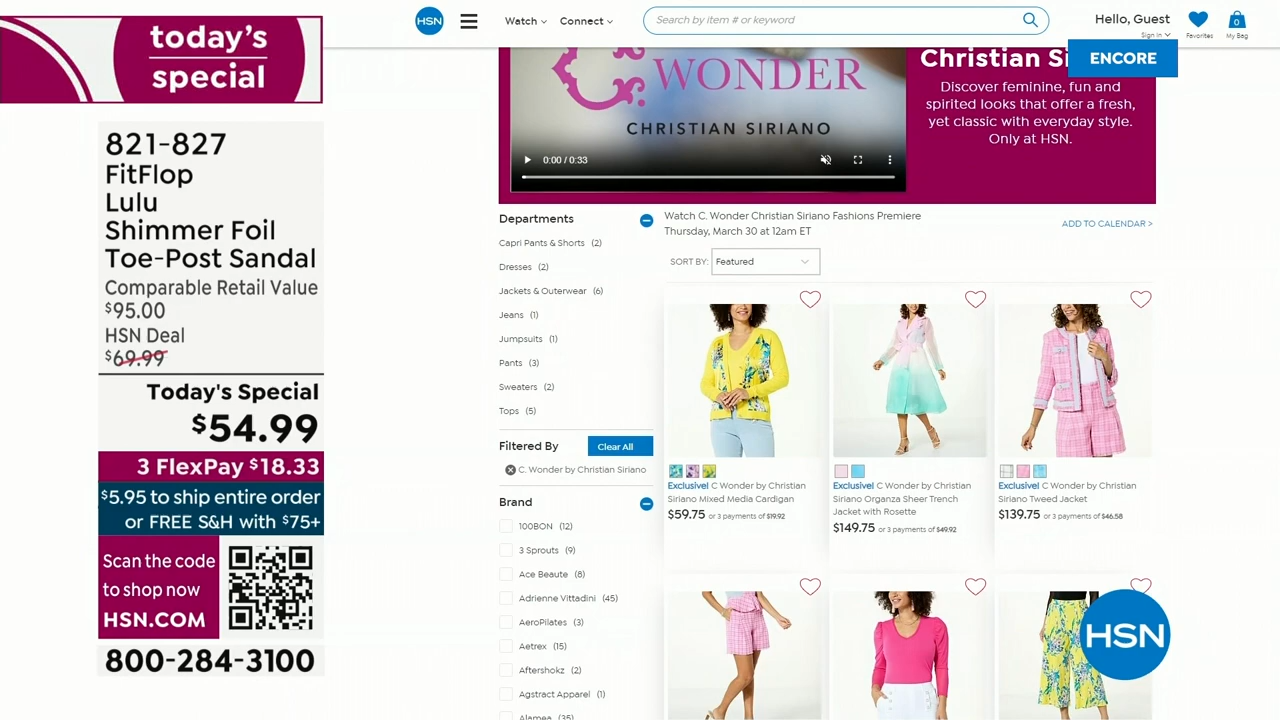 today's
special
821-827
FitFlop
Lulu
Shimmer Foil
Toe-Post Sandal
Comparable Retail Value
$95.00
HSN Deal
$69.99
Today's Special
$54.99
3 FlexPay $18.33
$5.95 to ship entire order
or FREE S&H with $75+
Scan the code
to shop now
HSN.COM
800-284-3100
HSN
Watch
Connect
Search by item # or keyword
Hello, Guest
Sign in
Favorites
0
My Bag
ENCORE
C WONDER
CHRISTIAN SIRIANO
0:00 / 0:33
Christian Si
Discover feminine, fun and
spirited looks that offer a fresh,
yet classic with everyday style.
Only at HSN.
Departments
Capri Pants & Shorts (2)
Dresses (2)
Jackets & Outerwear (6)
Jeans (1)
Jumpsuits (1)
Pants (3)
Sweaters (2)
Tops (5)
Filtered By
Clear All
C. Wonder by Christian Siriano
Brand
100BON (12)
3 Sprouts (9)
Ace Beaute (8)
Adrienne Vittadini (45)
AeroPilates (3)
Aetrex (15)
Aftershokz (2)
Agstract Apparel (1)
Alamea (35)
Watch C. Wonder Christian Siriano Fashions Premiere
Thursday, March 30 at 12am ET
ADD TO CALENDAR >
SORT BY: Featured
Exclusive! C Wonder by Christian
Siriano Mixed Media Cardigan
$59.75 or 3 payments of $19.92
Exclusive! C Wonder by Christian
Siriano Organza Sheer Trench
Jacket with Rosette
$149.75 or 3 payments of $49.92
Exclusive! C Wonder by Christian
Siriano Tweed Jacket
$139.75 or 3 payments of $46.58
HSN